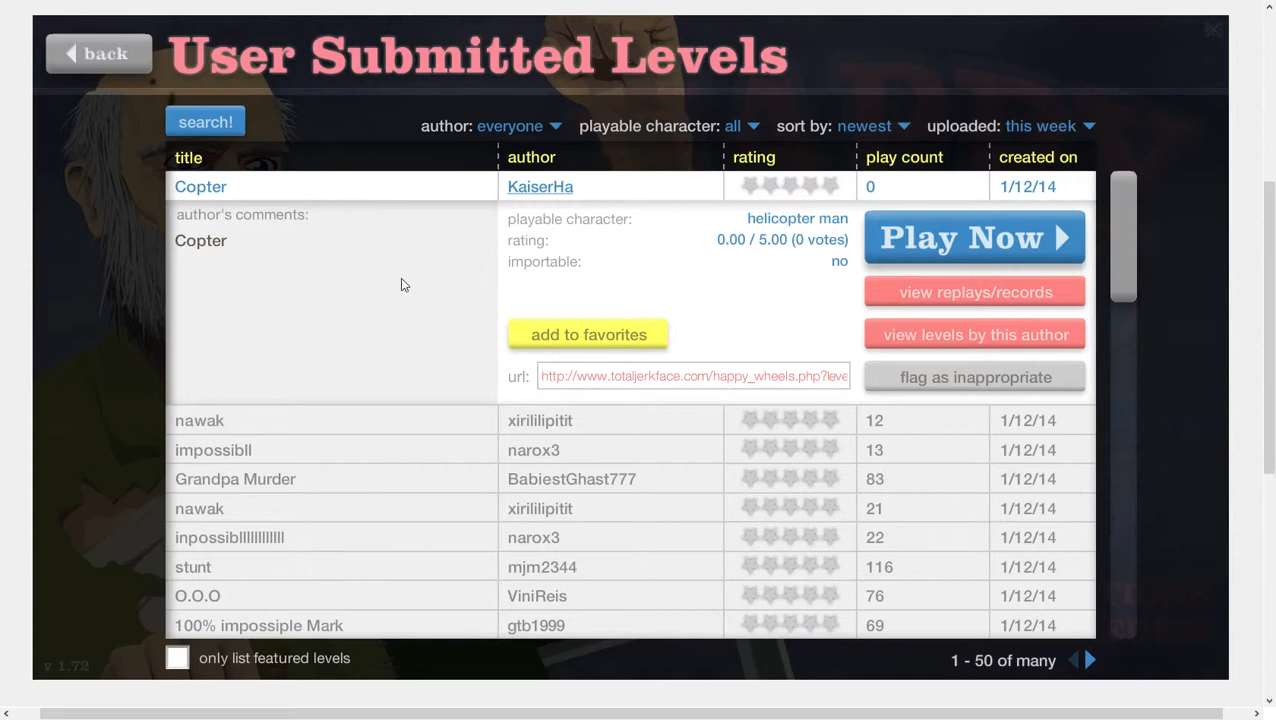 back User Submitted Levels
search! author: everyone playable character: all sort by: newest uploaded: this week
title author rating play count created on
Copter KaiserHa 0 1/12/14
author's comments: playable character: helicopter man Play Now
Copter rating: 0.00 / 5.00 (0 votes)
importable: no
view replays/records
add to favorites view levels by this author
url: http://www.totaljerkface.com/happy_wheels.php?leve flag as inappropriate
nawak xirililipitit 12 1/12/14
impossibll narox3 13 1/12/14
Grandpa Murder BabiestGhast777 83 1/12/14
nawak xirililipitit 21 1/12/14
inpossibllllllllllll narox3 22 1/12/14
stunt mjm2344 116 1/12/14
O.O.O ViniReis 76 1/12/14
100% impossiple Mark gtb1999 69 1/12/14
v 1.72 only list featured levels 1 - 50 of many